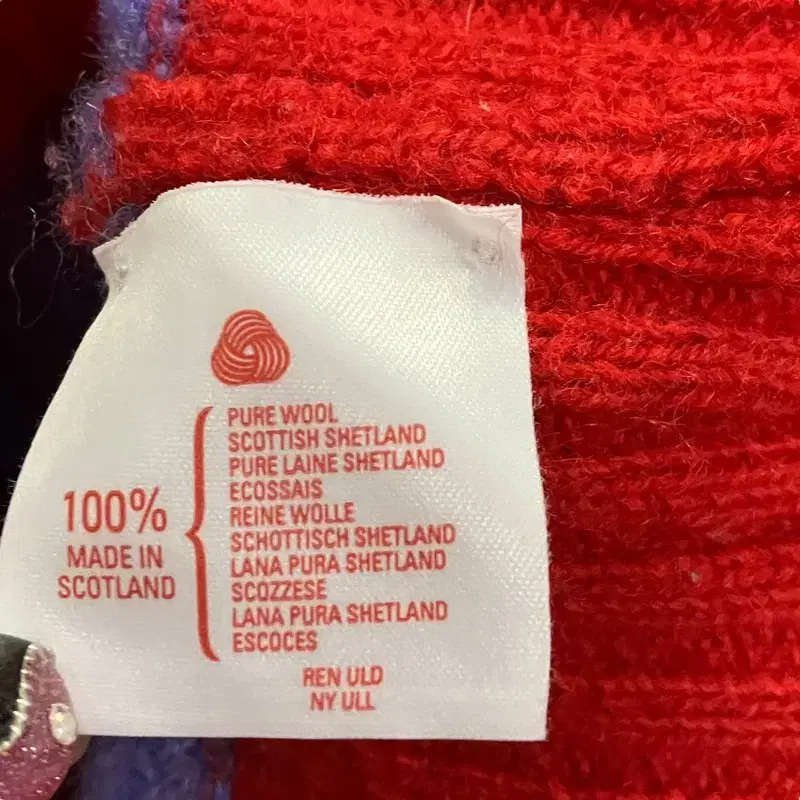 PURE WOOL
SCOTTISH SHETLAND
PURE LAINE SHETLAND
ECOSSAIS
REINE WOLLE
SCHOTTISCH SHETLAND
LANA PURA SHETLAND
SCOZZESE
LANA PURA SHETLAND
ESCOCES
100%
MADE IN
SCOTLAND
REN ULD
NY ULL